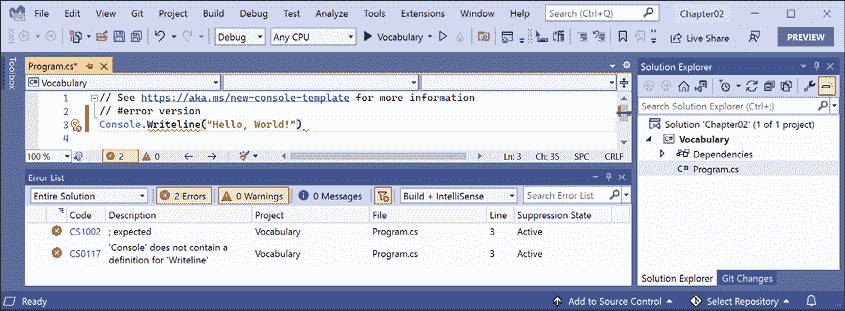 File Edit View Git Project Build Debug Test Analyze Tools Extensions Window Help Search (Ctrl+Q) Chapter02
Debug Any CPU Vocabulary Live Share PREVIEW
Toolbox
Program.cs*
Vocabulary
1 // See https://aka.ms/new-console-template for more information
2 // #error version
3 Console.Writeline("Hello, World!")
4
100 % 2 0 Ln: 3 Ch: 35 SPC CRLF
Error List
Entire Solution 2 Errors 0 Warnings 0 Messages Build + IntelliSense Search Error List
Code Description Project File Line Suppression State
CS1002 ; expected Vocabulary Program.cs 3 Active
CS0117 'Console' does not contain a definition for 'Writeline' Vocabulary Program.cs 3 Active
Solution Explorer
Search Solution Explorer (Ctrl+;)
Solution 'Chapter02' (1 of 1 project)
Vocabulary
Dependencies
C# Program.cs
Solution Explorer Git Changes
Ready Add to Source Control Select Repository